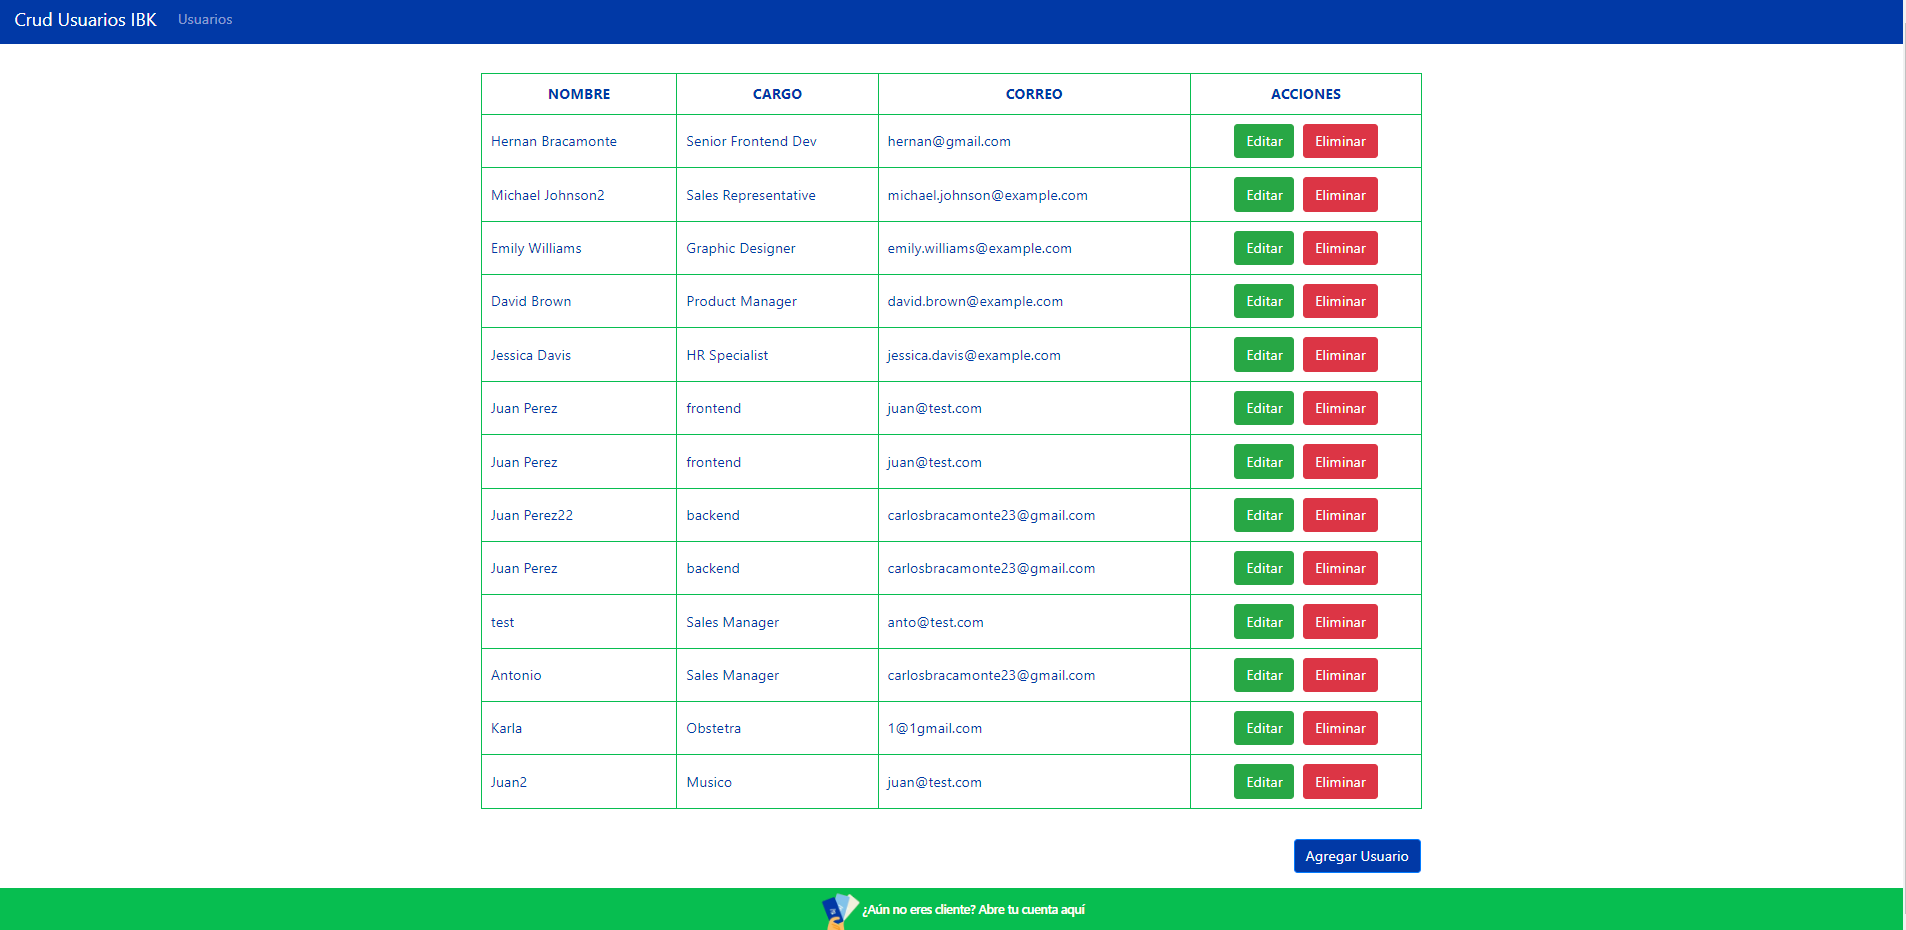 Crud Usuarios IBK Usuarios
NOMBRE CARGO CORREO ACCIONES
Hernan Bracamonte Senior Frontend Dev hernan@gmail.com Editar Eliminar
Michael Johnson2 Sales Representative michael.johnson@example.com Editar Eliminar
Emily Williams Graphic Designer emily.williams@example.com Editar Eliminar
David Brown Product Manager david.brown@example.com Editar Eliminar
Jessica Davis HR Specialist jessica.davis@example.com Editar Eliminar
Juan Perez frontend juan@test.com Editar Eliminar
Juan Perez frontend juan@test.com Editar Eliminar
Juan Perez22 backend carlosbracamonte23@gmail.com Editar Eliminar
Juan Perez backend carlosbracamonte23@gmail.com Editar Eliminar
test Sales Manager anto@test.com Editar Eliminar
Antonio Sales Manager carlosbracamonte23@gmail.com Editar Eliminar
Karla Obstetra 1@1gmail.com Editar Eliminar
Juan2 Musico juan@test.com Editar Eliminar
Agregar Usuario
¿Aún no eres cliente? Abre tu cuenta aquí